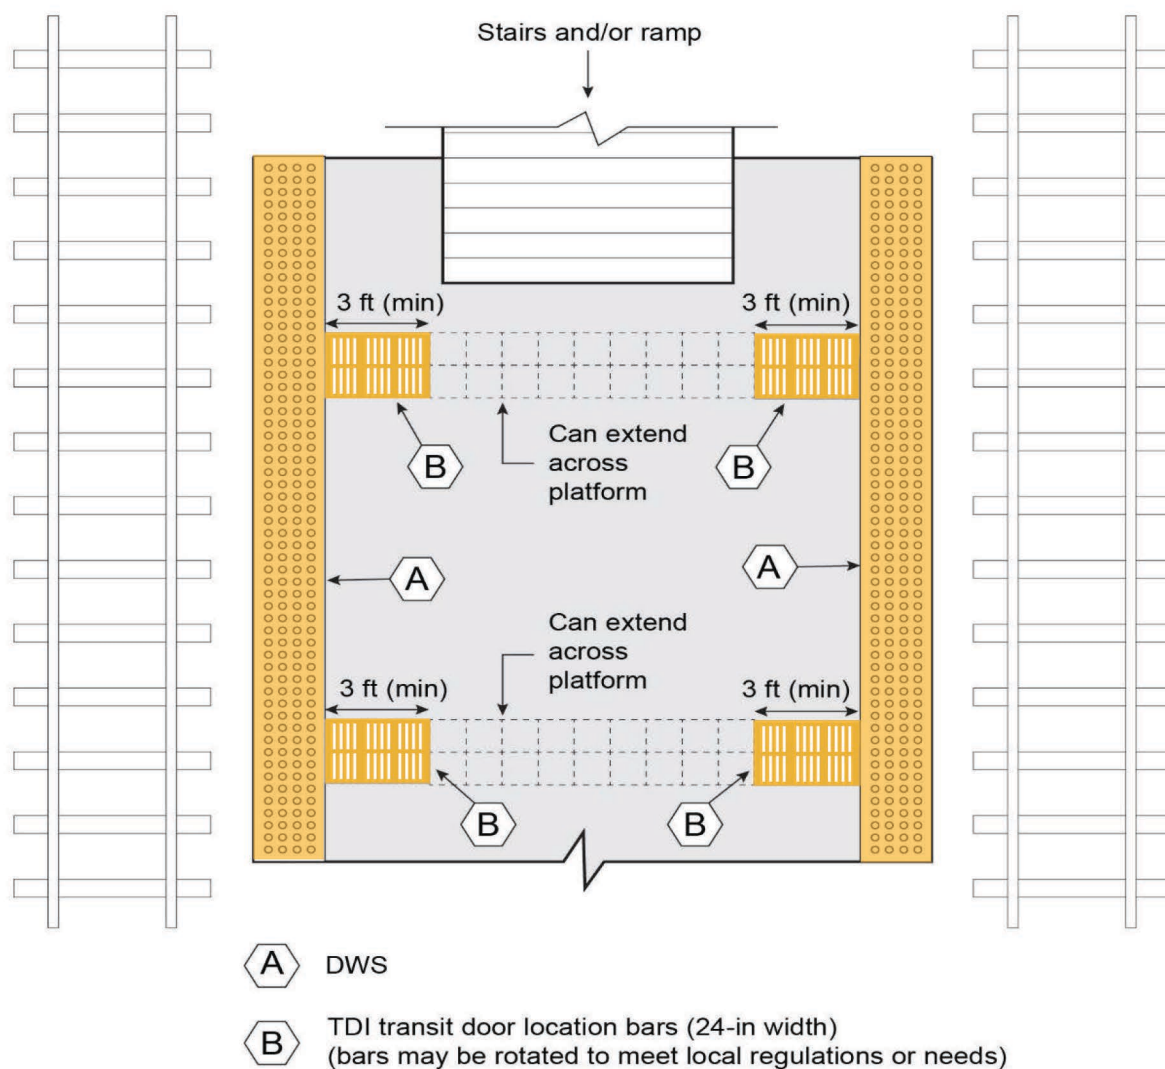 Stairs and/or ramp
3 ft (min)
3 ft (min)
B
Can extend
across
platform
B
A
A
Can extend
across
platform
3 ft (min)
3 ft (min)
B
B
A DWS
B TDI transit door location bars (24-in width)
(bars may be rotated to meet local regulations or needs)